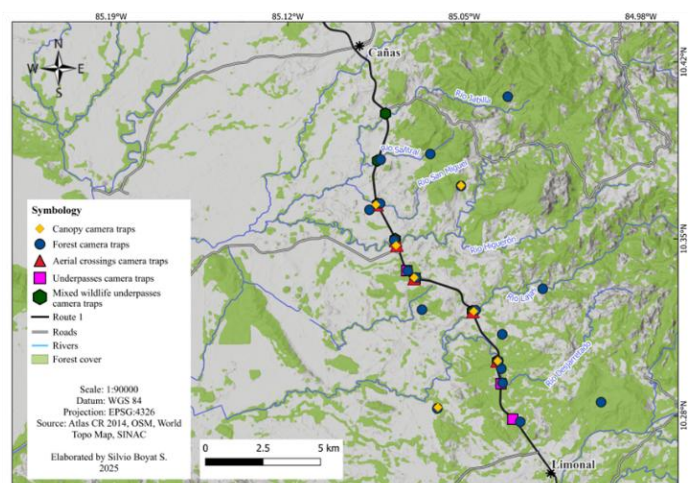 85.19°W 85.12°W 85.05°W 84.98°W
N
W E
S
Cañas
10.42°N
Río Sandillal
Río San Miguel
Río Higuerón
10.35°N
Río Lajas
Río Desjarretado
10.28°N
Limonal
Symbology
Canopy camera traps
Forest camera traps
Aerial crossings camera traps
Underpasses camera traps
Mixed wildlife underpasses
camera traps
Route 1
Roads
Rivers
Forest cover
Scale: 1:90000
Datum: WGS 84
Projection: EPSG:4326
Source: Atlas CR 2014, OSM, World
Topo Map, SINAC
Elaborated by Silvio Boyat S.
2025
0 2.5 5 km